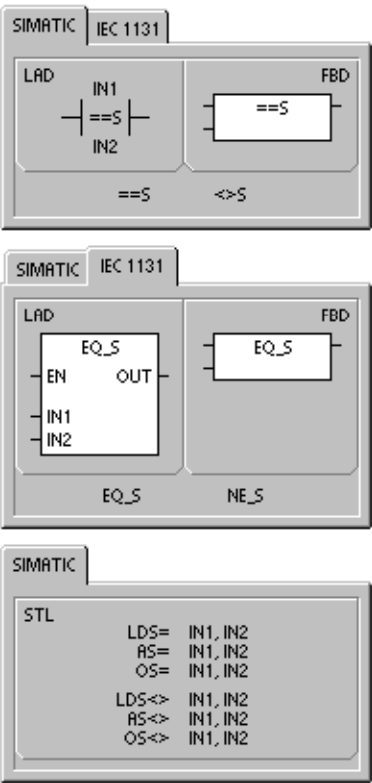 SIMATIC IEC 1131
LAD FBD
IN1
==S ==S
IN2
==S <>S
SIMATIC IEC 1131
LAD FBD
EQ_S EQ_S
EN OUT
IN1
IN2
EQ_S NE_S
SIMATIC
STL
LDS= IN1, IN2
AS= IN1, IN2
OS= IN1, IN2
LDS<> IN1, IN2
AS<> IN1, IN2
OS<> IN1, IN2